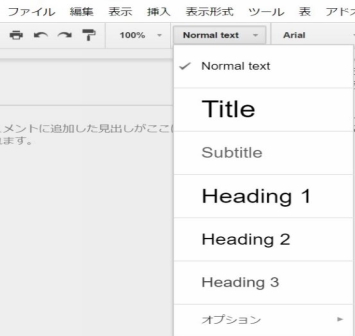 ファイル 編集 表示 挿入 表示形式 ツール 表 アド
100% Normal text Arial
Normal text
Title
Subtitle
Heading 1
Heading 2
Heading 3
オプション
メントに追加した見出しがここ
ます。